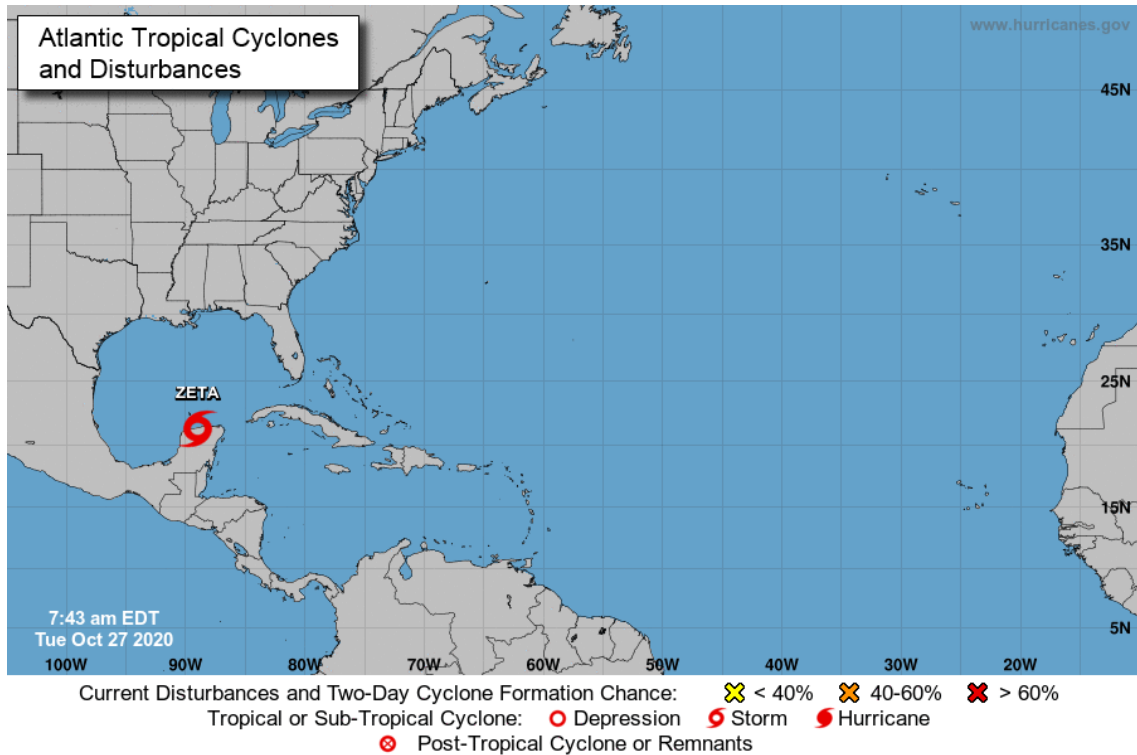 www.hurricanes.gov
Atlantic Tropical Cyclones
and Disturbances
45N
35N
ZETA
25N
15N
7:43 am EDT
Tue Oct 27 2020
5N
100W 90W 80W 70W 60W 50W 40W 30W 20W
Current Disturbances and Two-Day Cyclone Formation Chance: < 40% 40-60% > 60%
Tropical or Sub-Tropical Cyclone: Depression Storm Hurricane
Post-Tropical Cyclone or Remnants